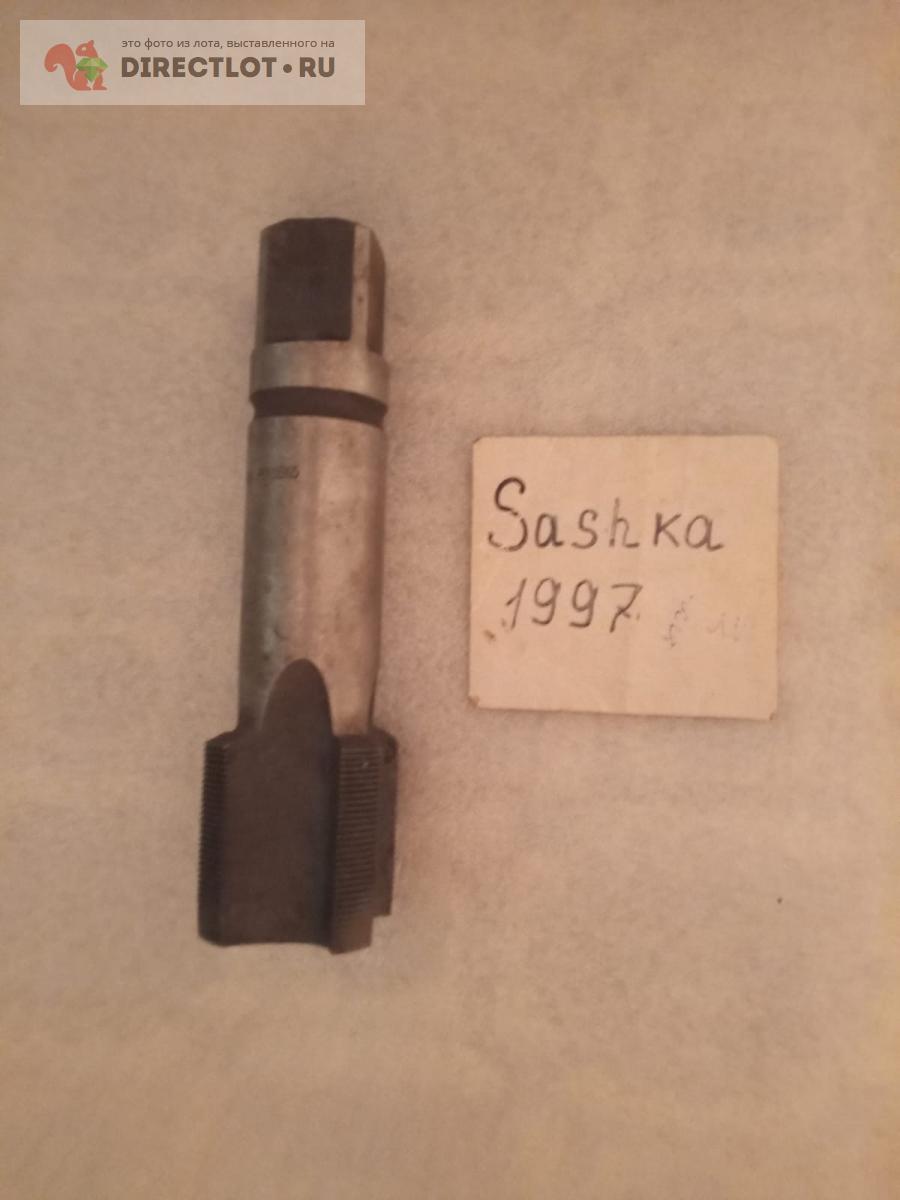 это фото из лота, выставленного на
DIRECTLOT•RU
Sashka
1997